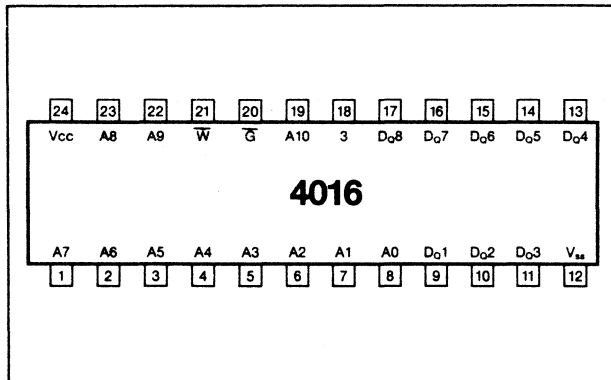 24 23 22 21 20 19 18 17 16 15 14 13
Vcc A8 A9 W̅ G̅ A10 3 DQ8 DQ7 DQ6 DQ5 DQ4
4016
A7 A6 A5 A4 A3 A2 A1 A0 DQ1 DQ2 DQ3 Vss
1 2 3 4 5 6 7 8 9 10 11 12